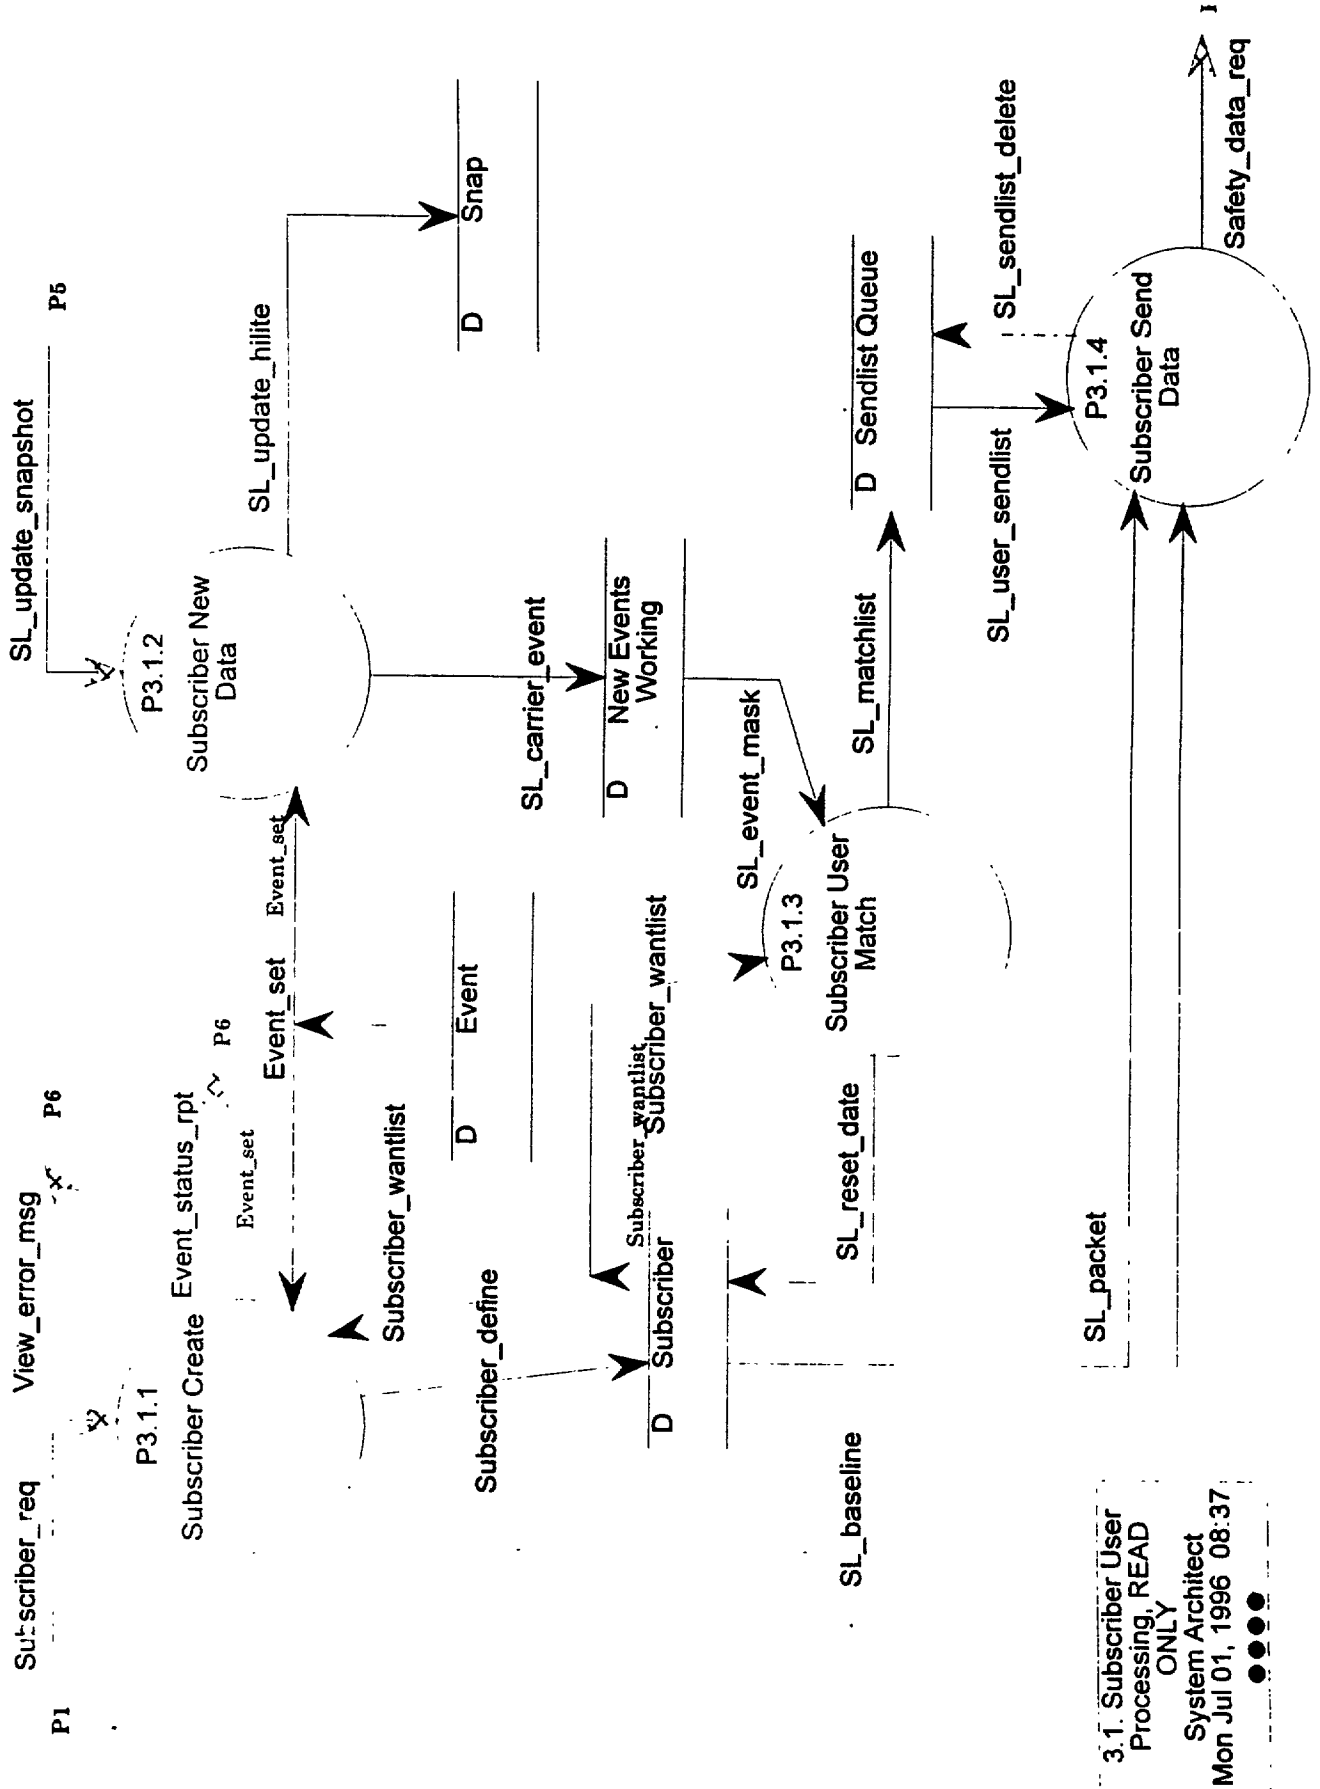 P1
Subscriber_req
View_error_msg
P6
SL_update_snapshot
P5
P3.1.1
Subscriber Create
Event_status_rpt
P6
Event_set
Event_set
Event_set
P3.1.2
Subscriber New
Data
SL_update_hilite
D Snap
Subscriber_wantlist
Subscriber_define
D Event
SL_carrier_event
D New Events
Working
D Subscriber
Subscriber_wantlist
Subscriber_wantlist
SL_event_mask
P3.1.3
Subscriber User
Match
SL_reset_date
SL_baseline
SL_matchlist
D Sendlist Queue
SL_user_sendlist
SL_sendlist_delete
P3.1.4
Subscriber Send
Data
SL_packet
Safety_data_req
3.1. Subscriber User
Processing, READ
ONLY
System Architect
Mon Jul 01, 1996 08:37